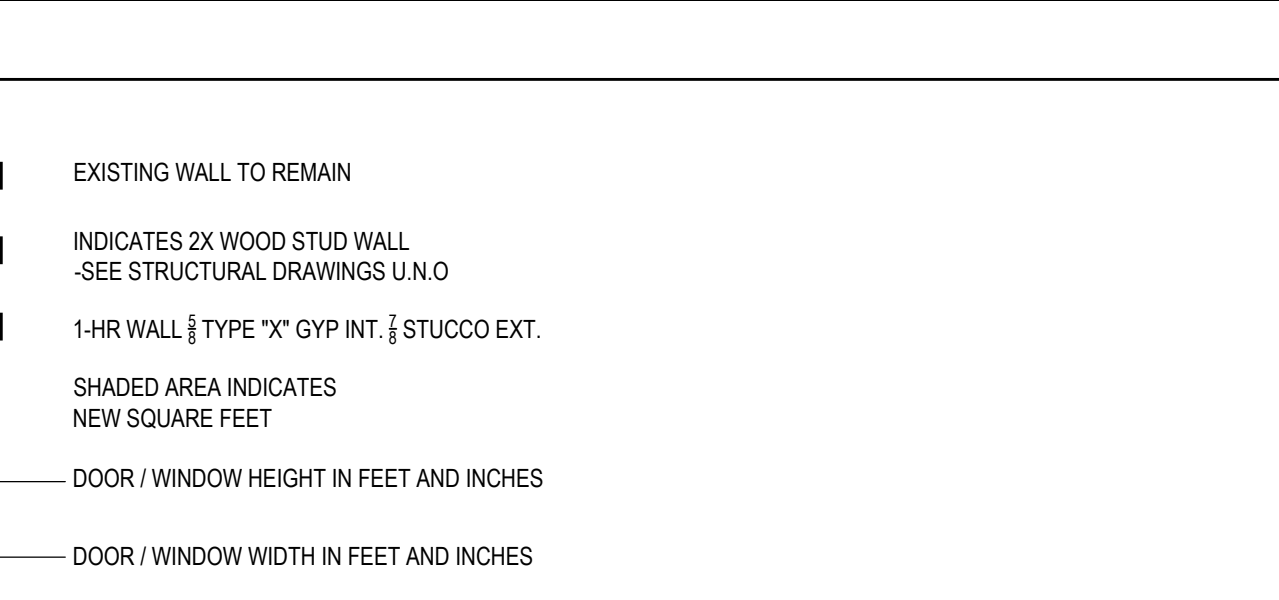 EXISTING WALL TO REMAIN
INDICATES 2X WOOD STUD WALL
-SEE STRUCTURAL DRAWINGS U.N.O
1-HR WALL 5/8 TYPE "X" GYP INT. 7/8 STUCCO EXT.
SHADED AREA INDICATES
NEW SQUARE FEET
DOOR / WINDOW HEIGHT IN FEET AND INCHES
DOOR / WINDOW WIDTH IN FEET AND INCHES